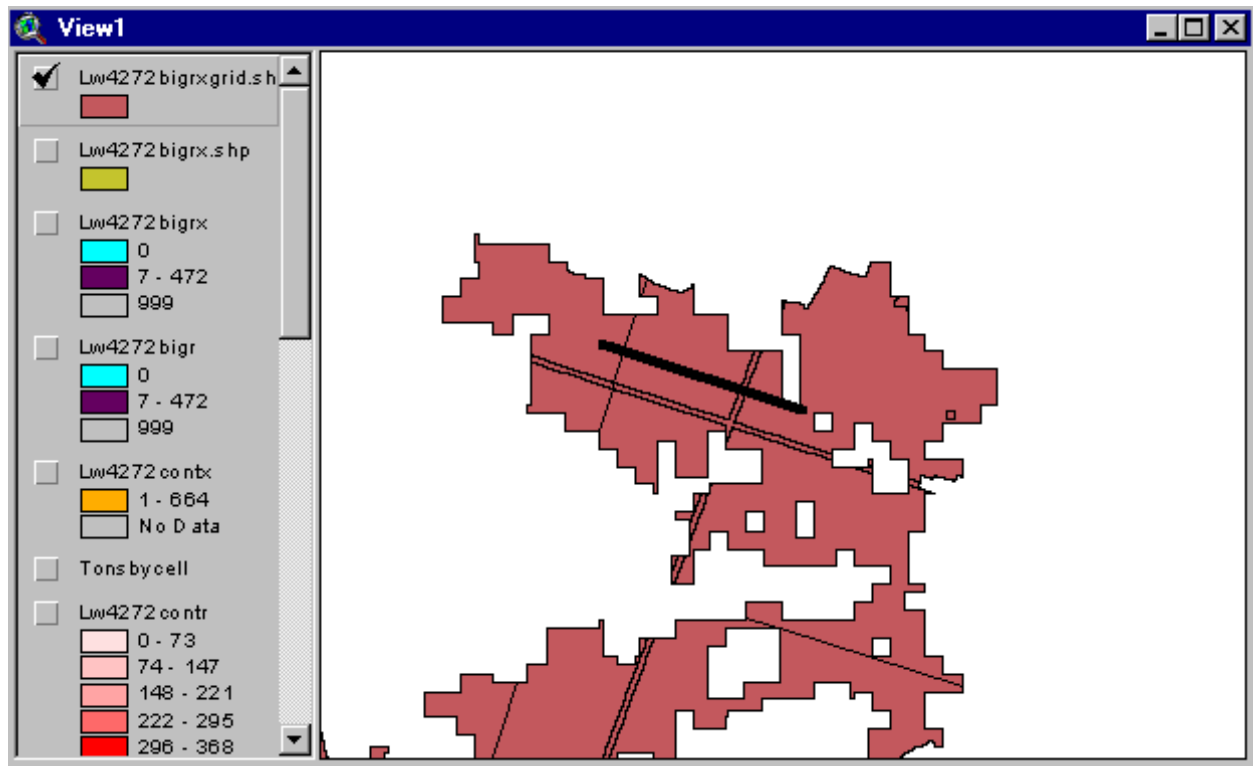 View1
Lw4272bigrxgrid.sh
Lw4272bigrx.shp
Lw4272bigrx
0
7 - 472
999
Lw4272bigr
0
7 - 472
999
Lw4272contx
1 - 664
No Data
Tonsbycell
Lw4272contr
0 - 73
74 - 147
148 - 221
222 - 295
296 - 368